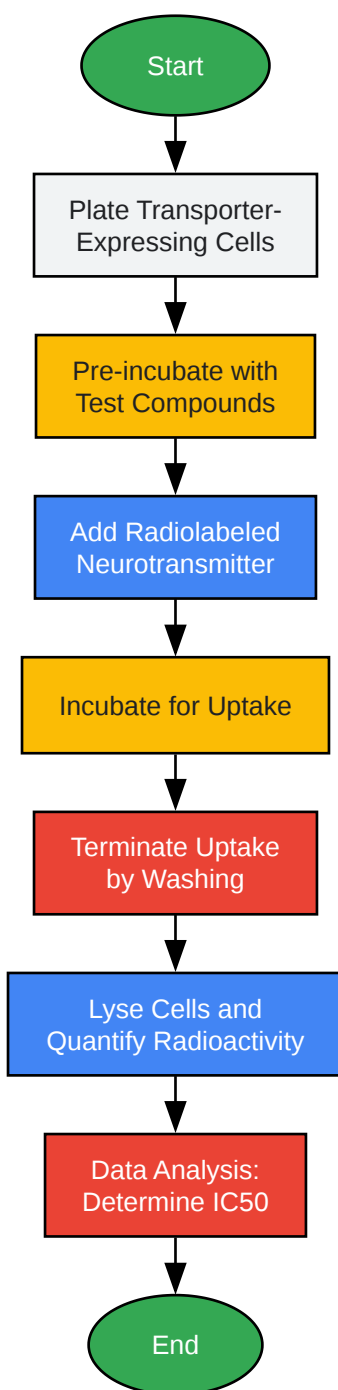 Start
Plate Transporter-
Expressing Cells
Pre-incubate with
Test Compounds
Add Radiolabeled
Neurotransmitter
Incubate for Uptake
Terminate Uptake
by Washing
Lyse Cells and
Quantify Radioactivity
Data Analysis:
Determine IC50
End